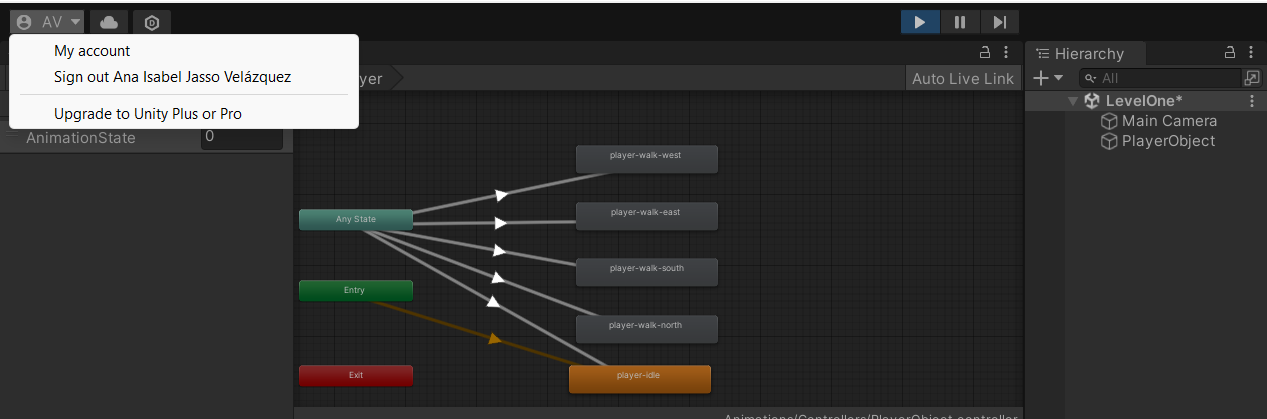 AV
My account
Sign out Ana Isabel Jasso Velázquez
Upgrade to Unity Plus or Pro
yer
Auto Live Link
AnimationState
0
player-walk-west
Any State
player-walk-east
player-walk-south
Entry
player-walk-north
Exit
player-idle
Animations/Controllers/PlayerObject.controller
Hierarchy
All
LevelOne*
Main Camera
PlayerObject